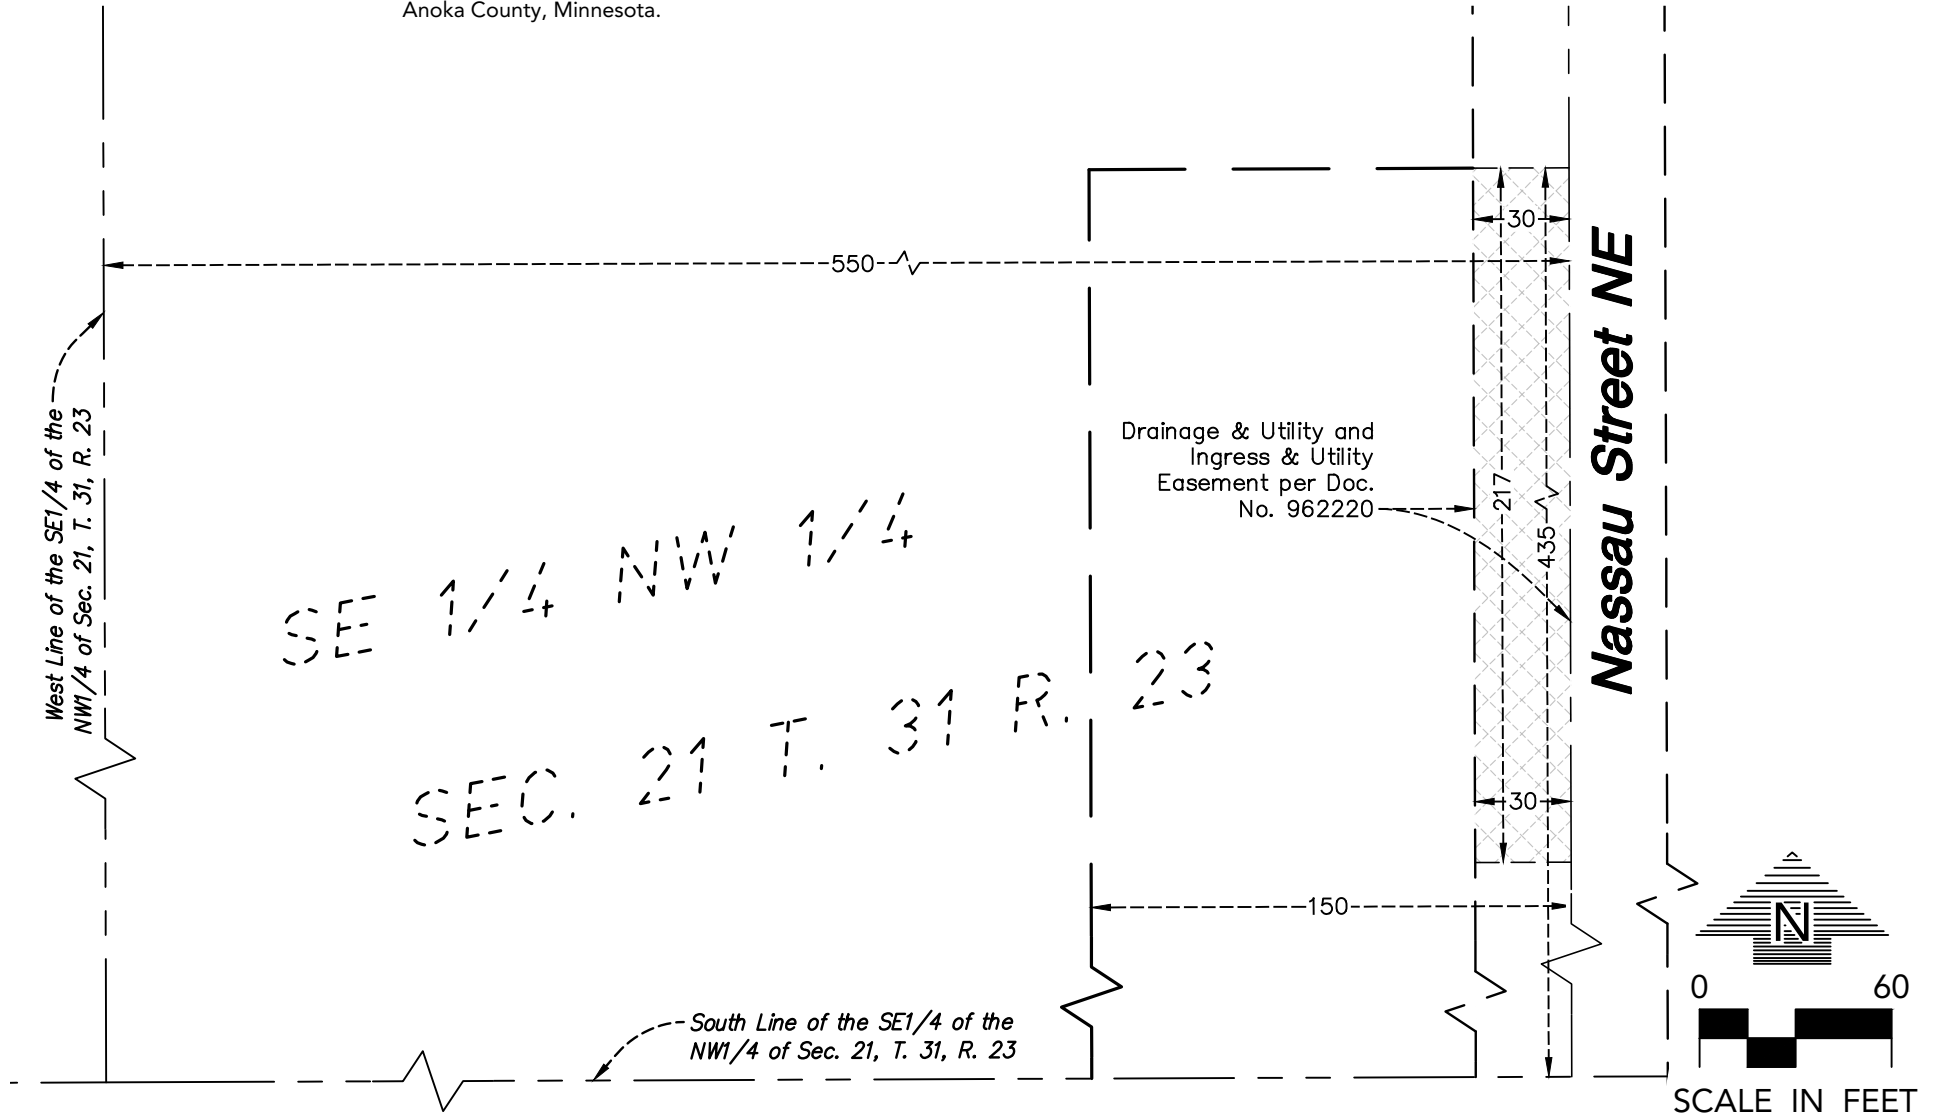 Anoka County, Minnesota.
30
550
West Line of the SE1/4 of the
NW1/4 of Sec. 21, T. 31, R. 23
Drainage & Utility and
Ingress & Utility
Easement per Doc.
No. 962220
217
435
Nassau Street NE
SE 1/4 NW 1/4
SEC. 21 T. 31 R. 23
30
150
N
0 60
SCALE IN FEET
South Line of the SE1/4 of the
NW1/4 of Sec. 21, T. 31, R. 23